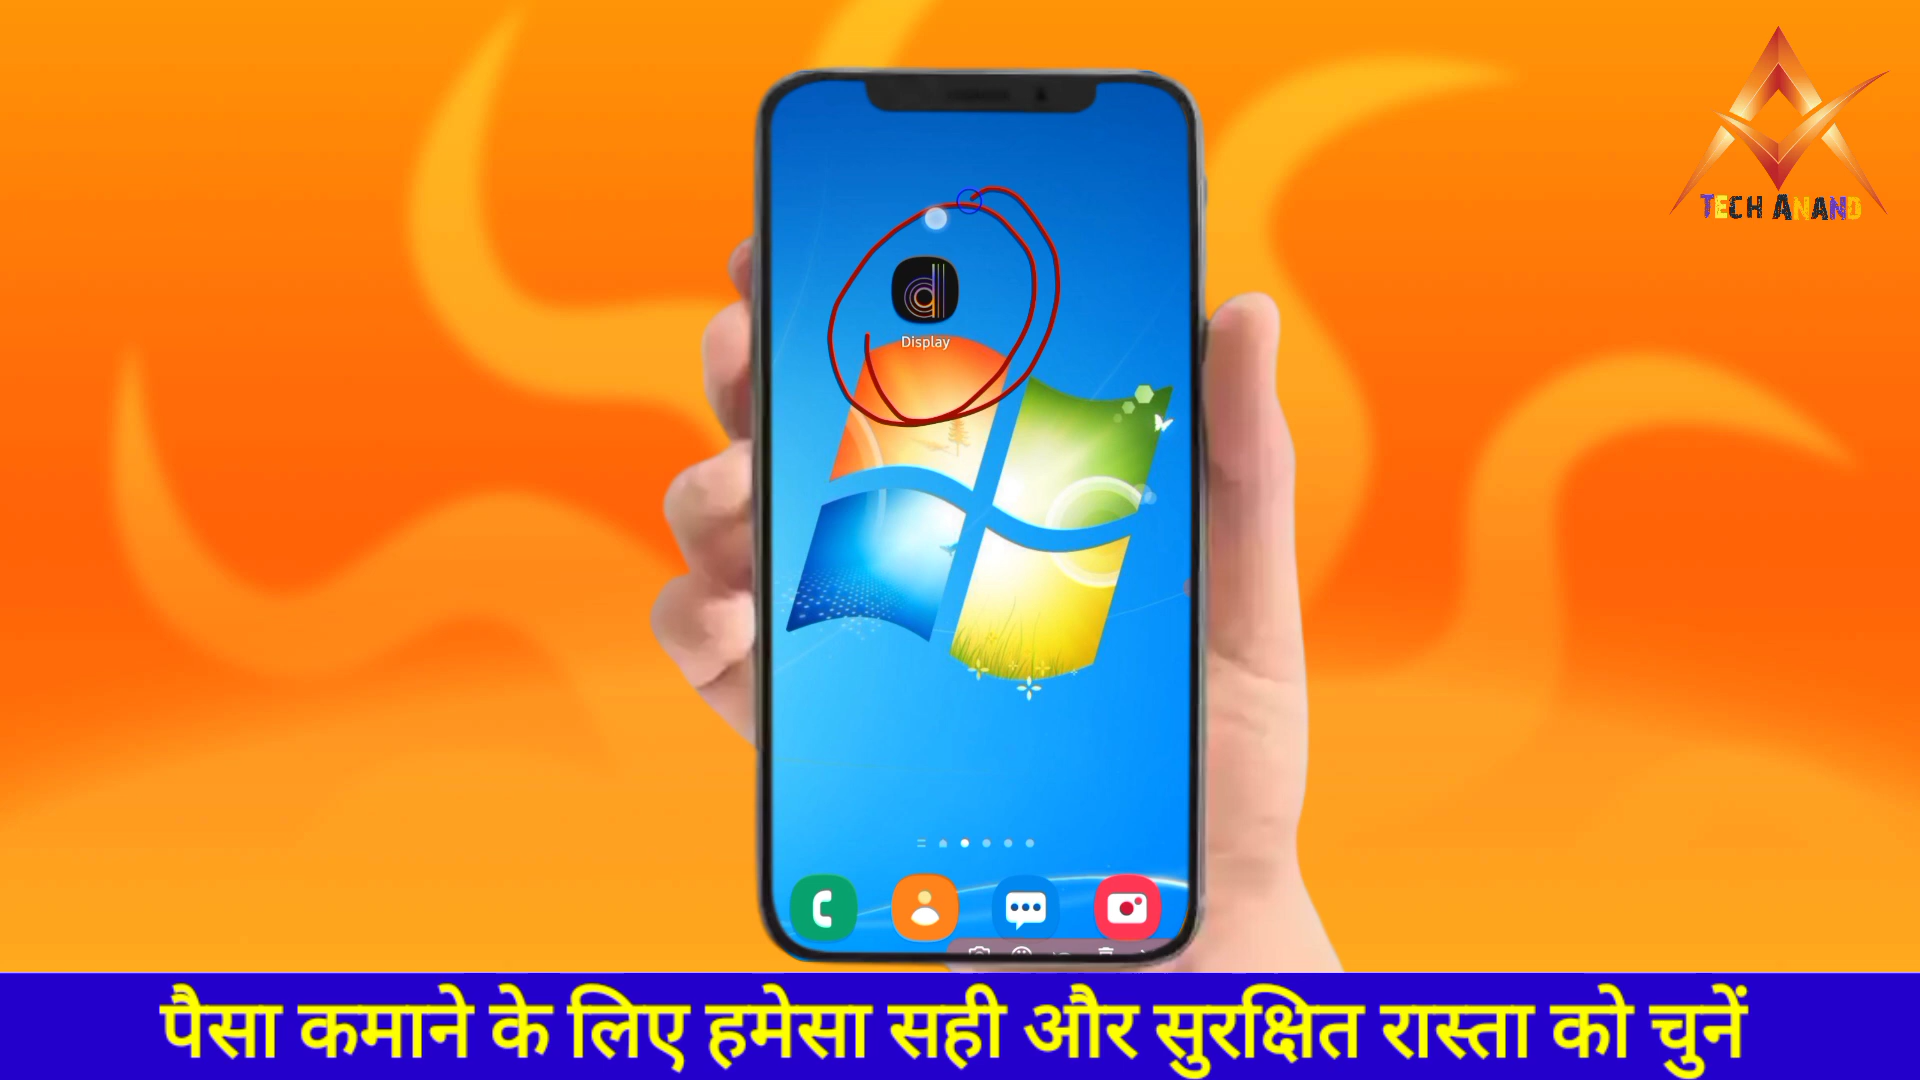 TECH ANAND
Display
पैसा कमाने के लिए हमेसा सही और सुरक्षित रास्ता को चुनें